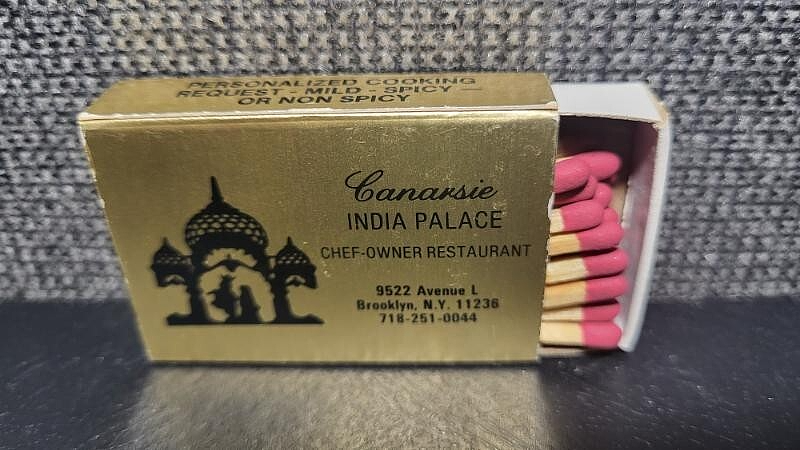 PERSONALIZED COOKING
REQUEST - MILD - SPICY —
OR NON SPICY
Canarsie
INDIA PALACE
CHEF-OWNER RESTAURANT
9522 Avenue L
Brooklyn, N.Y. 11236
718-251-0044